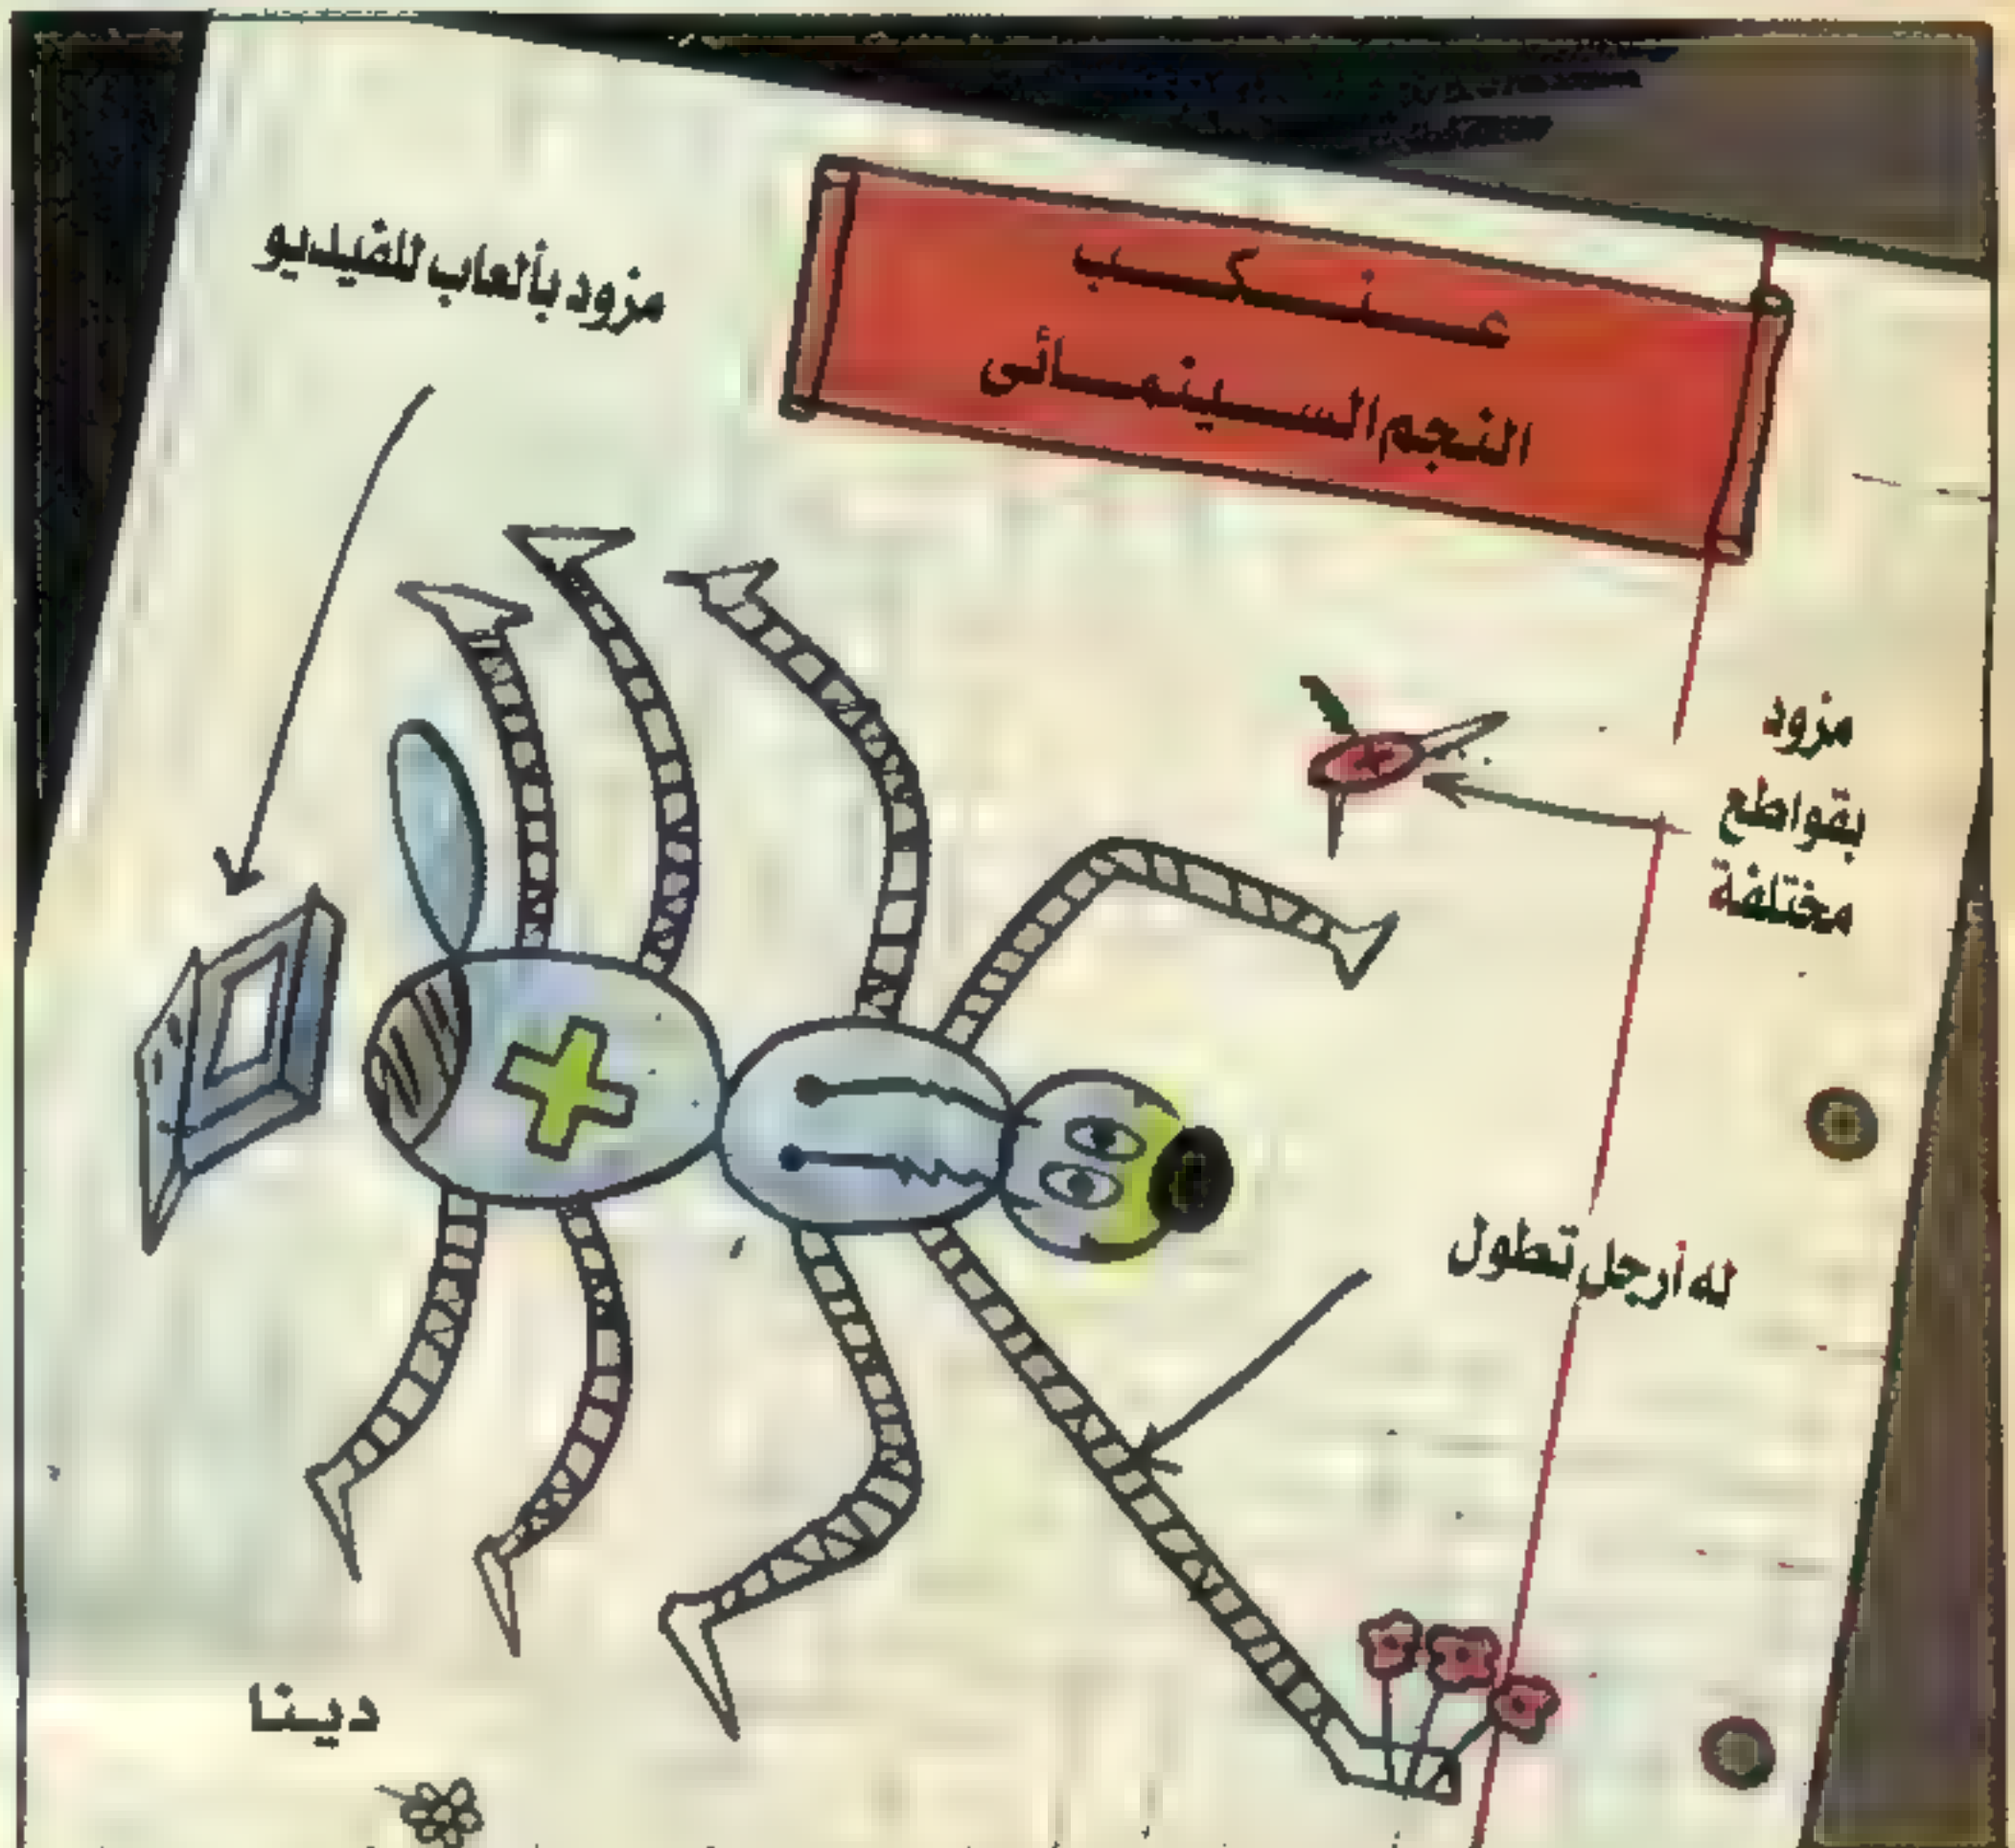 عنكب
النجم السينمائى
مزود بألعاب للفيديو
مزود
بقواطع
مختلفة
له أرجل تطول
دينا